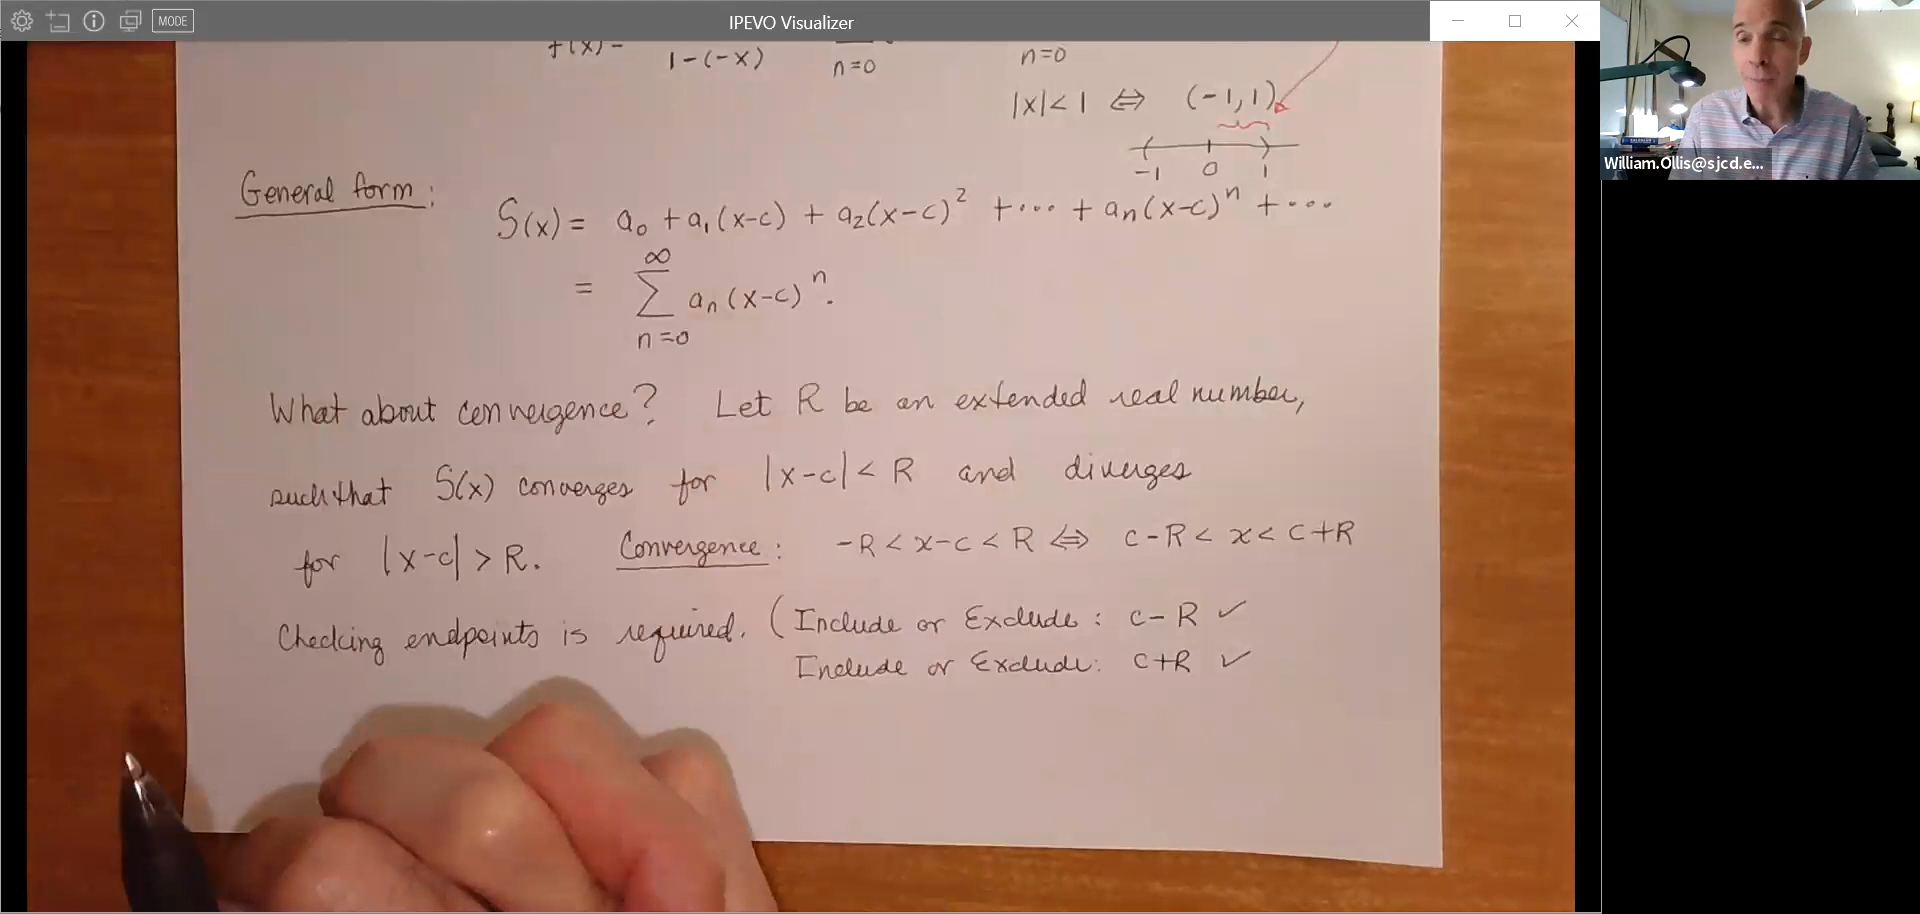 MODE
IPEVO Visualizer
f(x) =
1-(-x)
n=0
n=0
|x|<1 ⇔ (-1,1)
-1 0 1
General form:
S(x) = a₀ + a₁(x-c) + a₂(x-c)² + ... + aₙ(x-c)ⁿ + ...
= ∑ aₙ(x-c)ⁿ.
∞
n=0
What about convergence? Let R be an extended real number,
such that S(x) converges for |x-c| < R and diverges
for |x-c| > R. Convergence: -R < x-c < R ⇔ c-R < x < c+R
Checking endpoints is required. (Include or Exclude: c-R ✓
Include or Exclude: c+R ✓
William.Ollis@sjcd.e...